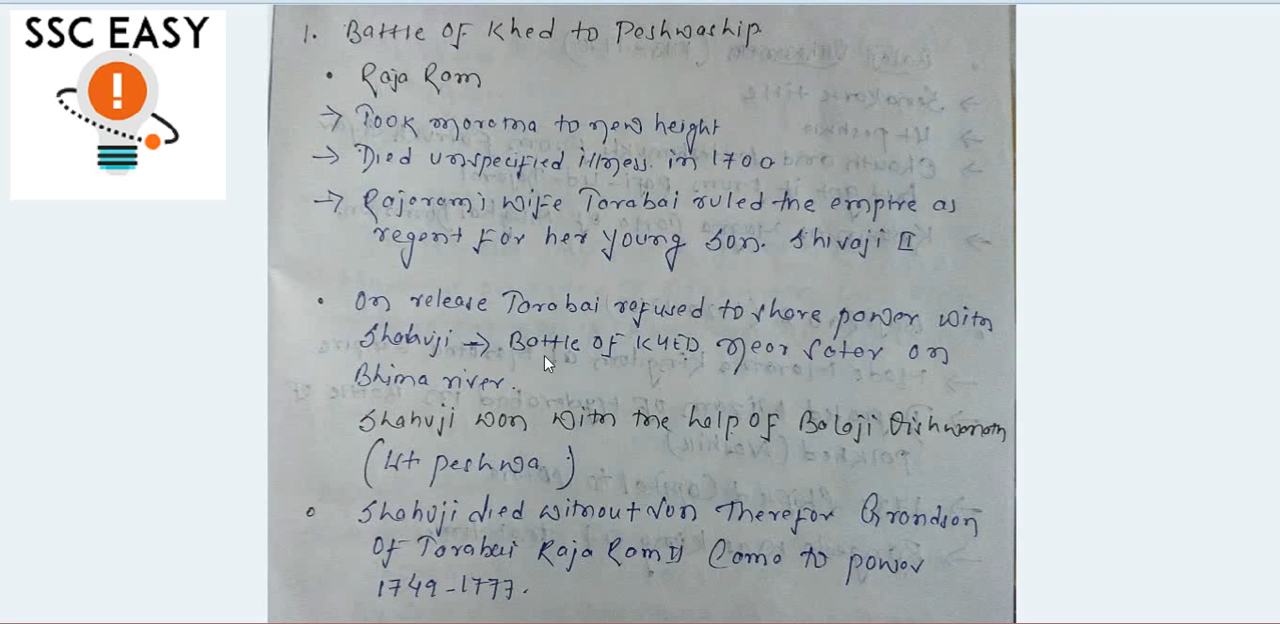 SSC EASY
1. Battle OF Khed to Peshwaship
• Raja Ram
→ Took maratha to new height
→ Died unspecified illness. in 1700
→ Rajaram's wife Tarabai ruled the empire as
regent for her young son. Shivaji II
• On release Tarabai refused to share power with
Shahuji → Battle OF KHED near Sater on
Bhima river.
Shahuji won with the help OF Balaji Vishwanath
(1st peshwa)
• Shahuji died without son Therefor Grandson
Of Tarabai Raja Ram II Came to power
1749-1777.